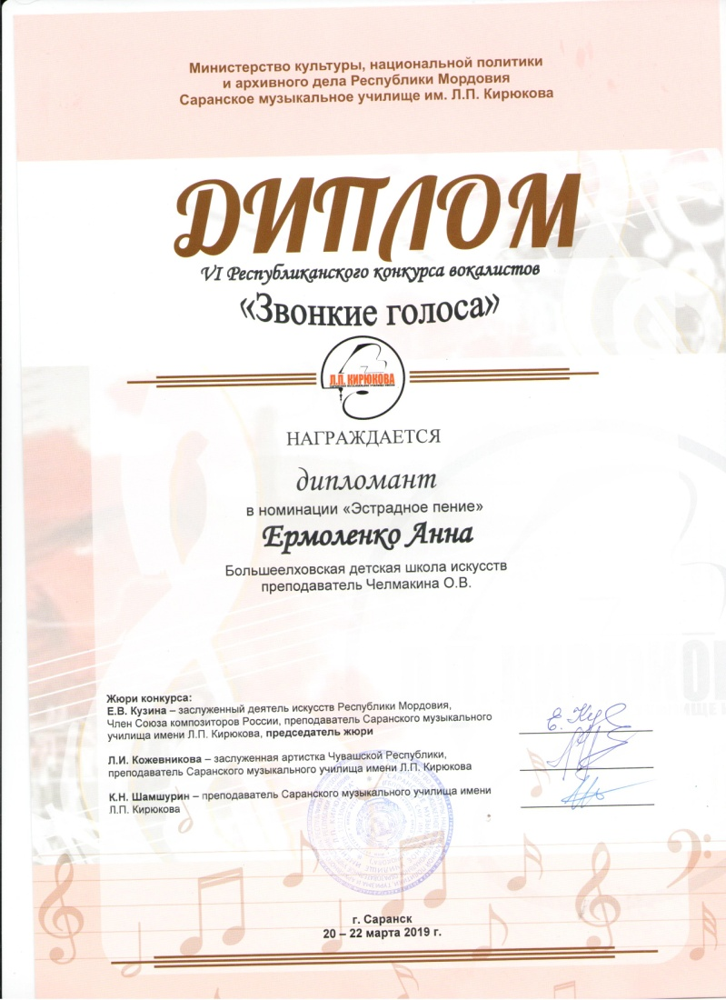 Министерство культуры, национальной политики
и архивного дела Республики Мордовия
Саранское музыкальное училище им. Л.П. Кирюкова
ДИПЛОМ
VI Республиканского конкурса вокалистов
«Звонкие голоса»
Л.П. КИРЮКОВА
НАГРАЖДАЕТСЯ
дипломант
в номинации «Эстрадное пение»
Ермоленко Анна
Большеелховская детская школа искусств
преподаватель Челмакина О.В.
Жюри конкурса:
Е.В. Кузина – заслуженный деятель искусств Республики Мордовия,
Член Союза композиторов России, преподаватель Саранского музыкального
училища имени Л.П. Кирюкова, председатель жюри
Л.И. Кожевникова – заслуженная артистка Чувашской Республики,
преподаватель Саранского музыкального училища имени Л.П. Кирюкова
К.Н. Шамшурин – преподаватель Саранского музыкального училища имени
Л.П. Кирюкова
г. Саранск
20 – 22 марта 2019 г.